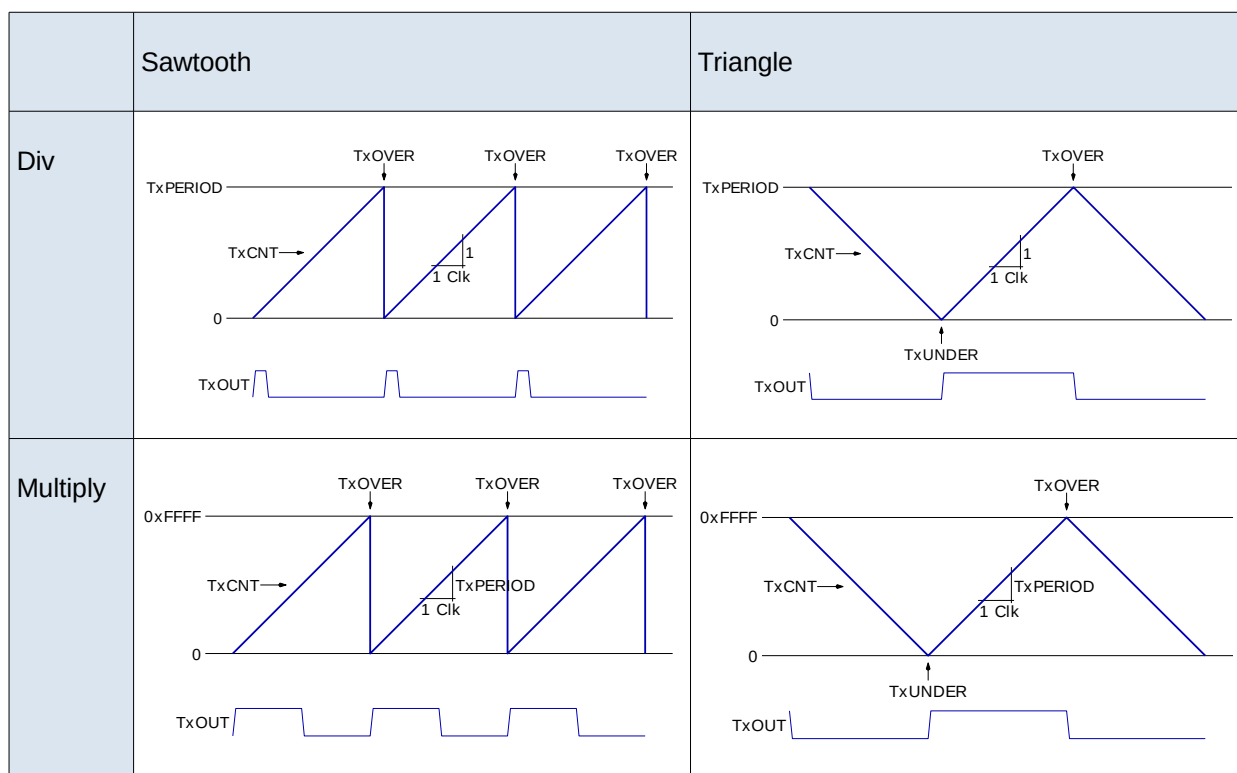 Sawtooth
Triangle
Div
TxOVER
TxOVER
TxOVER
TxPERIOD
TxCNT
1
1 Clk
0
TxOUT
TxOVER
TxPERIOD
TxCNT
1
1 Clk
0
TxUNDER
TxOUT
Multiply
TxOVER
TxOVER
TxOVER
0xFFFF
TxCNT
TxPERIOD
1 Clk
0
TxOUT
TxOVER
0xFFFF
TxCNT
TxPERIOD
1 Clk
0
TxUNDER
TxOUT